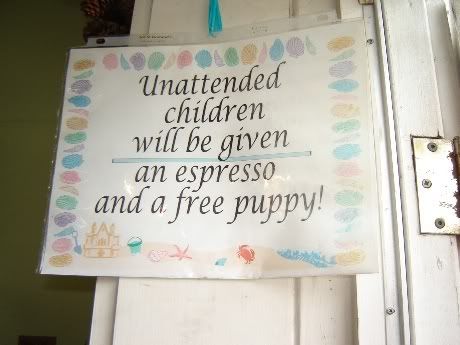 Unattended
children
will be given
an espresso
and a free puppy!